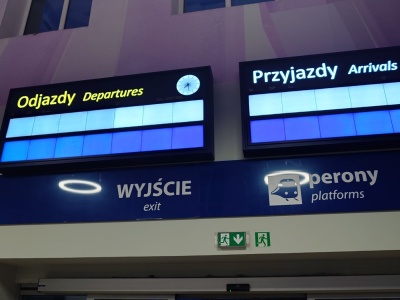 Odjazdy Departures
Przyjazdy Arrivals
WYJŚCIE
exit
perony
platforms